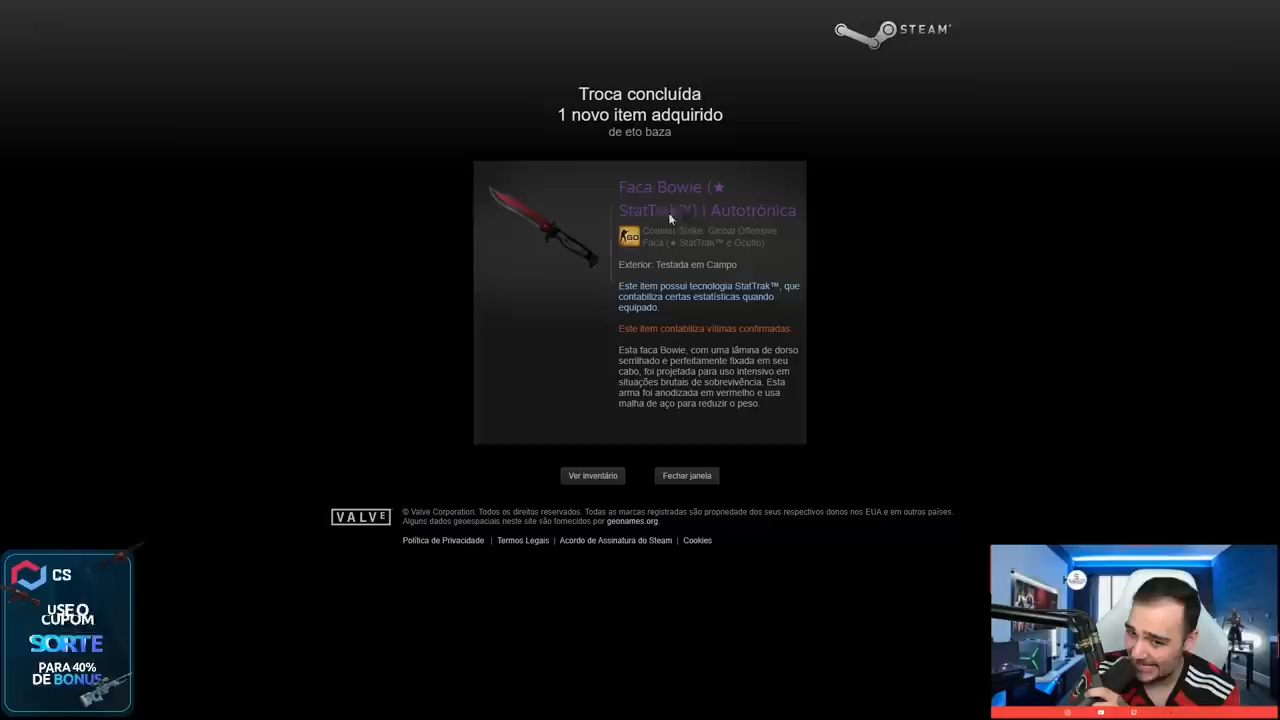 STEAM
Troca concluída
1 novo item adquirido
de eto baza
Faca Bowie (★
StatTrak™) | Autotrônica
Counter-Strike: Global Offensive
Faca (★ StatTrak™ e Oculto)
GO
Exterior: Testada em Campo
Este item possui tecnologia StatTrak™, que
contabiliza certas estatísticas quando
equipado.
Este item contabiliza vítimas confirmadas.
Esta faca Bowie, com uma lâmina de dorso
serrilhado e perfeitamente fixada em seu
cabo, foi projetada para uso intensivo em
situações brutais de sobrevivência. Esta
arma foi anodizada em vermelho e usa
malha de aço para reduzir o peso.
Ver inventário
Fechar janela
VALVE
© Valve Corporation. Todos os direitos reservados. Todas as marcas registradas são propriedade dos seus respectivos donos nos EUA e em outros países.
Alguns dados geoespaciais neste site são fornecidos por geonames.org.
Política de Privacidade | Termos Legais | Acordo de Assinatura do Steam | Cookies
CS
USE O
CUPOM
SORTE
PARA 40%
DE BONUS